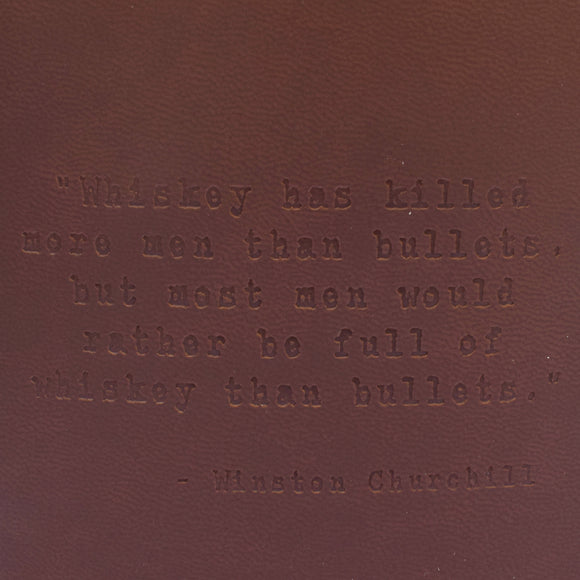 "Whiskey has killed
more men than bullets,
but most men would
rather be full of
whiskey than bullets."
- Winston Churchill